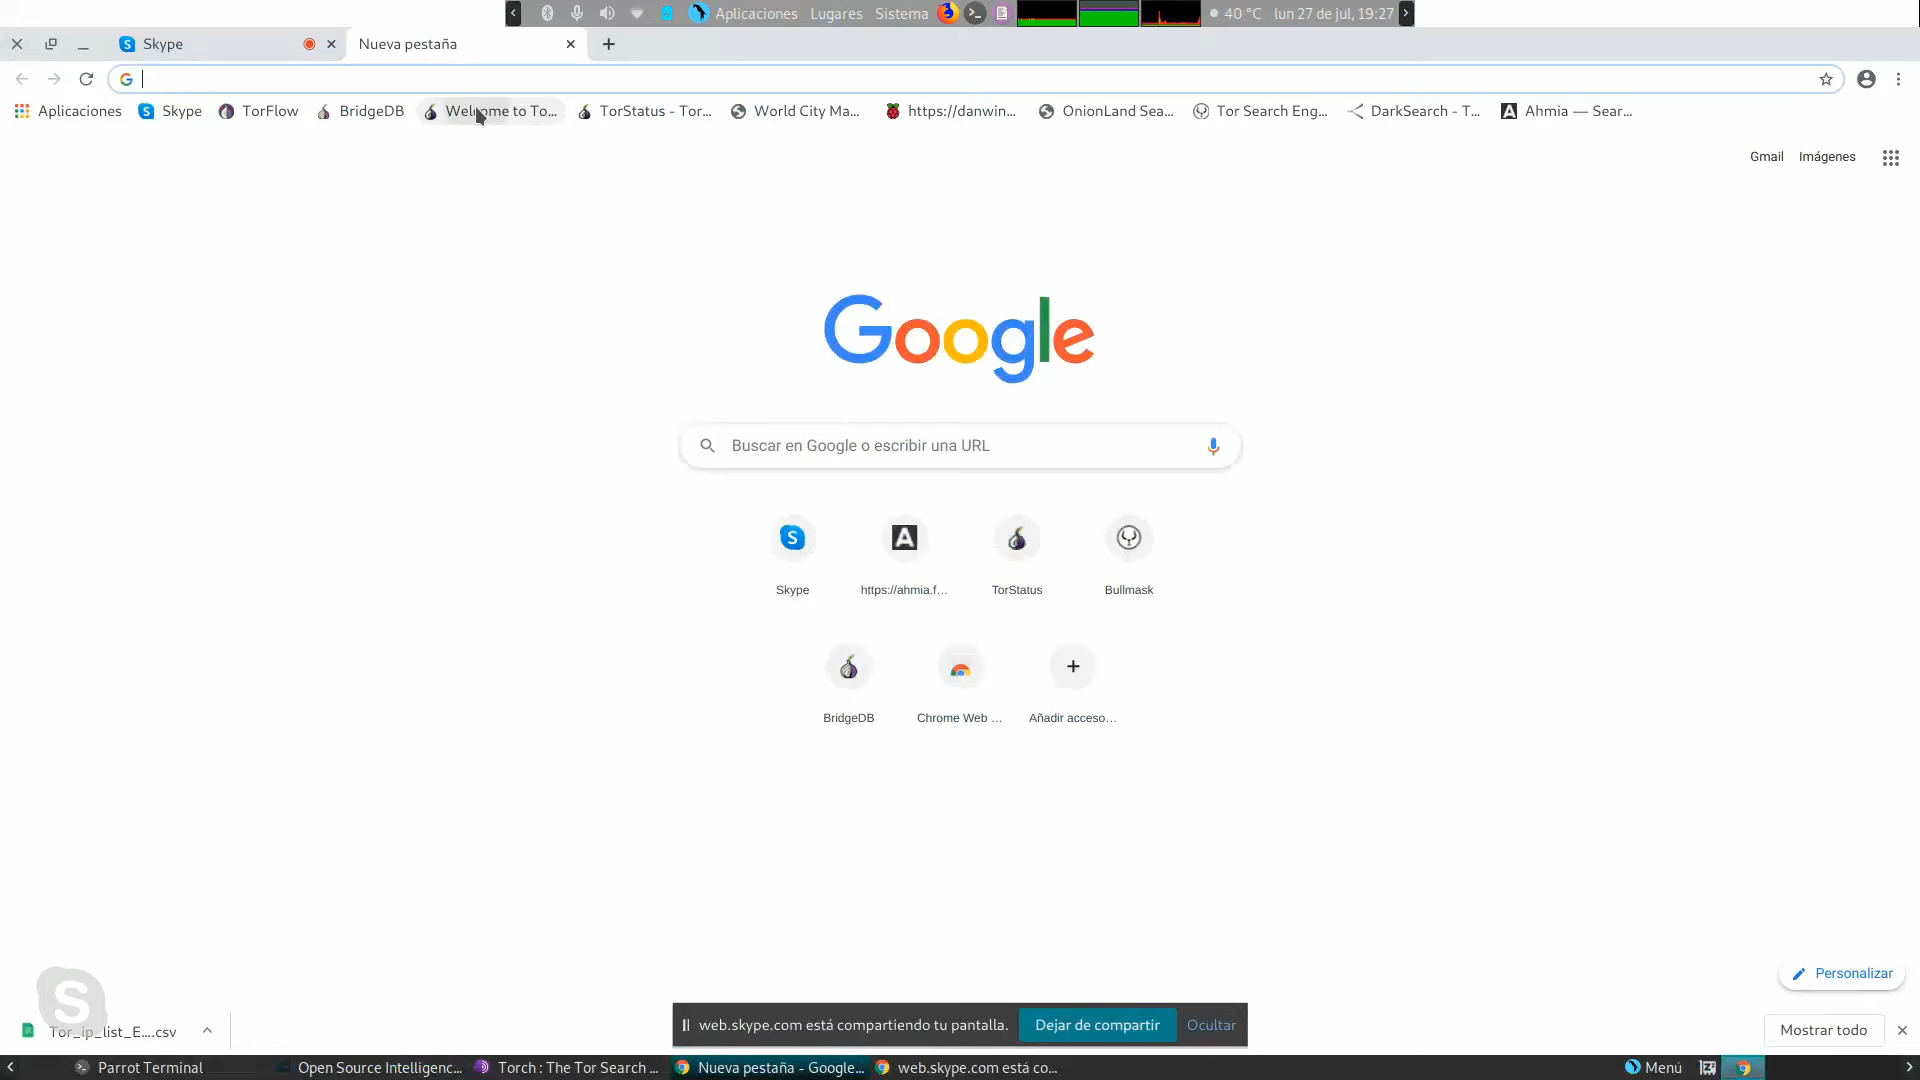 Aplicaciones Lugares Sistema 40 °C lun 27 de jul, 19:27
Skype
Nueva pestaña
Aplicaciones
Skype
TorFlow
BridgeDB
Welcome to To...
TorStatus - Tor...
World City Ma...
https://danwin...
OnionLand Sea...
Tor Search Eng...
DarkSearch - T...
Ahmia — Sear...
Gmail Imágenes
Google
Buscar en Google o escribir una URL
Skype
https://ahmia.f...
TorStatus
Bullmask
BridgeDB
Chrome Web ...
Añadir acceso...
Personalizar
Tor_ip_list_E....csv
web.skype.com está compartiendo tu pantalla. Dejar de compartir Ocultar
Mostrar todo
Parrot Terminal
Open Source Intelligenc...
Torch : The Tor Search ...
Nueva pestaña - Google...
web.skype.com está co...
Menú